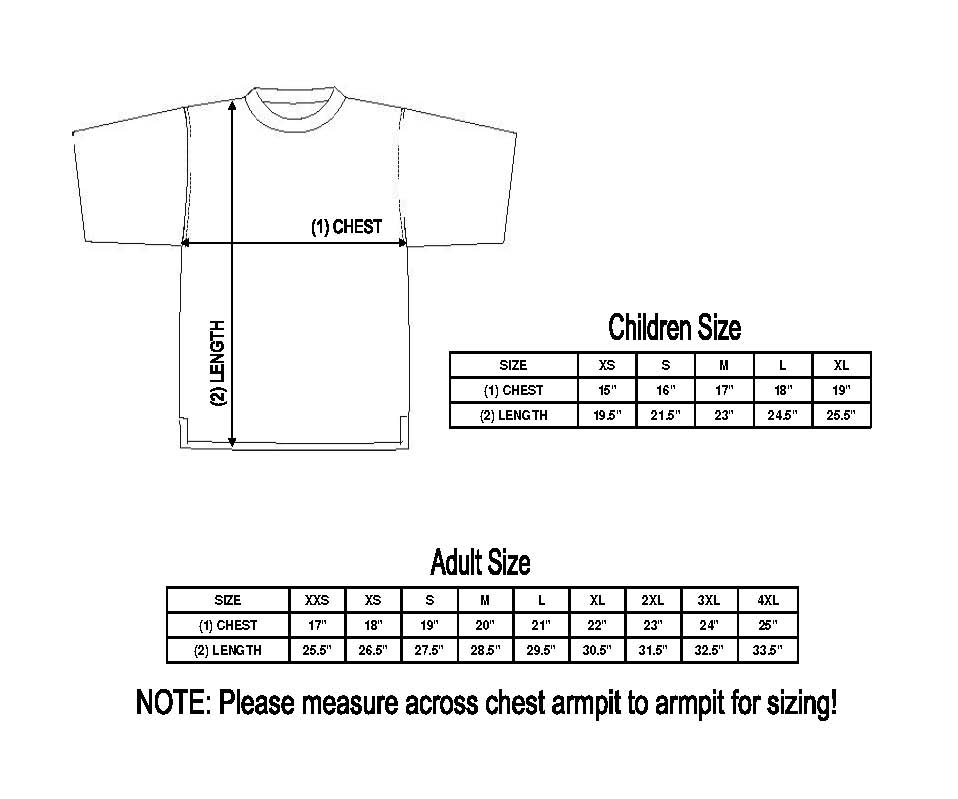 (1) CHEST
(2) LENGTH
Children Size
SIZE XS S M L XL
(1) CHEST 15" 16" 17" 18" 19"
(2) LENGTH 19.5" 21.5" 23" 24.5" 25.5"
Adult Size
SIZE XXS XS S M L XL 2XL 3XL 4XL
(1) CHEST 17" 18" 19" 20" 21" 22" 23" 24" 25"
(2) LENGTH 25.5" 26.5" 27.5" 28.5" 29.5" 30.5" 31.5" 32.5" 33.5"
NOTE: Please measure across chest armpit to armpit for sizing!